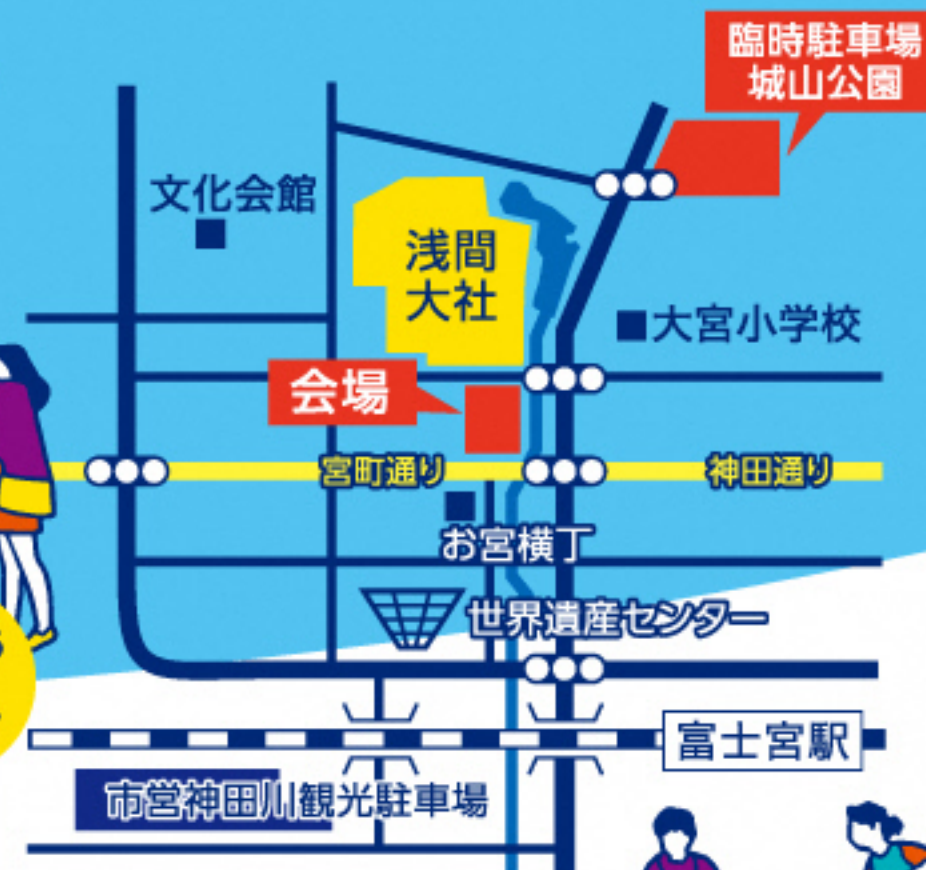 臨時駐車場
城山公園
文化会館
浅間
大社
大宮小学校
会場
宮町通り
神田通り
お宮横丁
世界遺産センター
富士宮駅
市営神田川観光駐車場